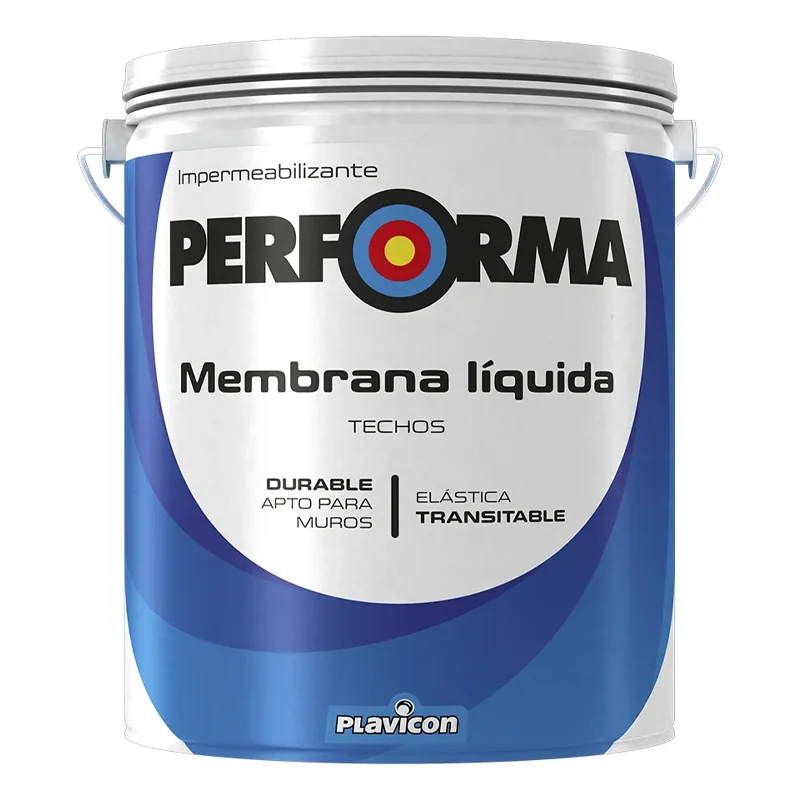 Impermeabilizante
PERFORMA
Membrana líquida
TECHOS
DURABLE
APTO PARA
MUROS
ELÁSTICA
TRANSITABLE
PLAVICON